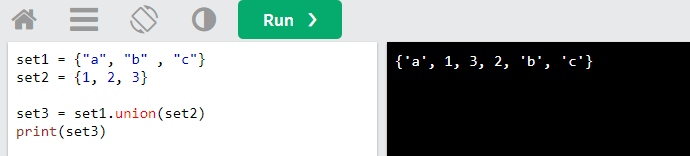 Run ❯
set1 = {"a", "b" , "c"}
set2 = {1, 2, 3}
set3 = set1.union(set2)
print(set3)
{'a', 1, 3, 2, 'b', 'c'}